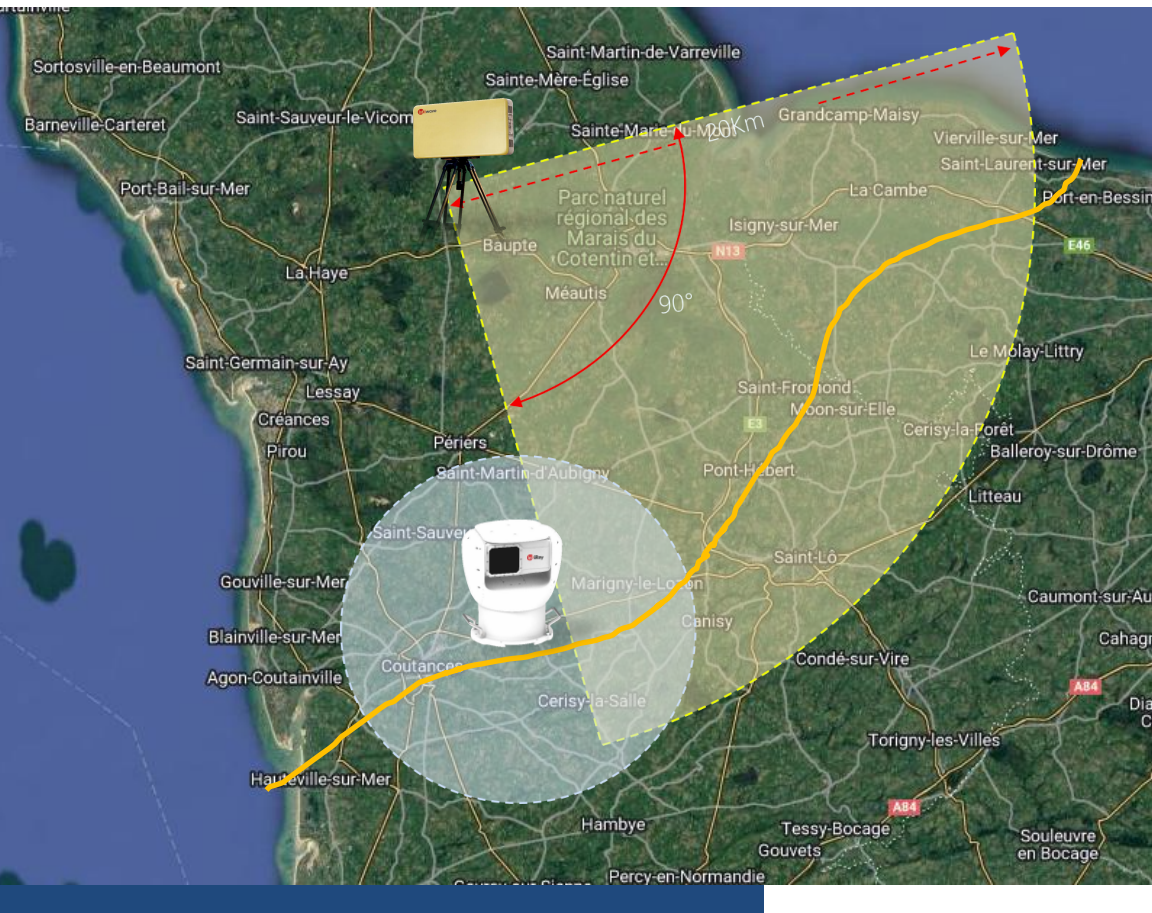 Sortosville-en-Beaumont
Saint-Martin-de-Varreville
Sainte-Mère-Église
Barneville-Carteret
Saint-Sauveur-le-Vicom
Grandcamp-Maisy
Sainte-Marie-du-Mont
20Km
Vierville-sur-Mer
Saint-Laurent-sur-Mer
Port-Bail-sur-Mer
La Cambe
Port-en-Bessin
Parc naturel
régional des
Marais du
Cotentin et...
Isigny-sur-Mer
Baupte
N13
E46
La Haye
Méautis
90°
Le Molay-Littry
Saint-Germain-sur-Ay
Lessay
Saint-Fromond
Moon-sur-Elle
Créances
E3
Cerisy-la-Forêt
Périers
Pirou
Balleroy-sur-Drôme
Saint-Martin-d'Aubigny
Pont-Hébert
Litteau
Saint-Sauveu
Saint-Lô
Gouville-sur-Mer
Marigny-le-Lozon
Caumont-sur-Au
Canisy
Blainville-sur-Mer
Cahagn
Coutances
Condé-sur-Vire
Agon-Coutainville
A84
Cerisy-la-Salle
Torigny-les-Villes
Hauteville-sur-Mer
A84
Hambye
Tessy-Bocage
Gouvets
Souleuvre
en Bocage
Percy-en-Normandie